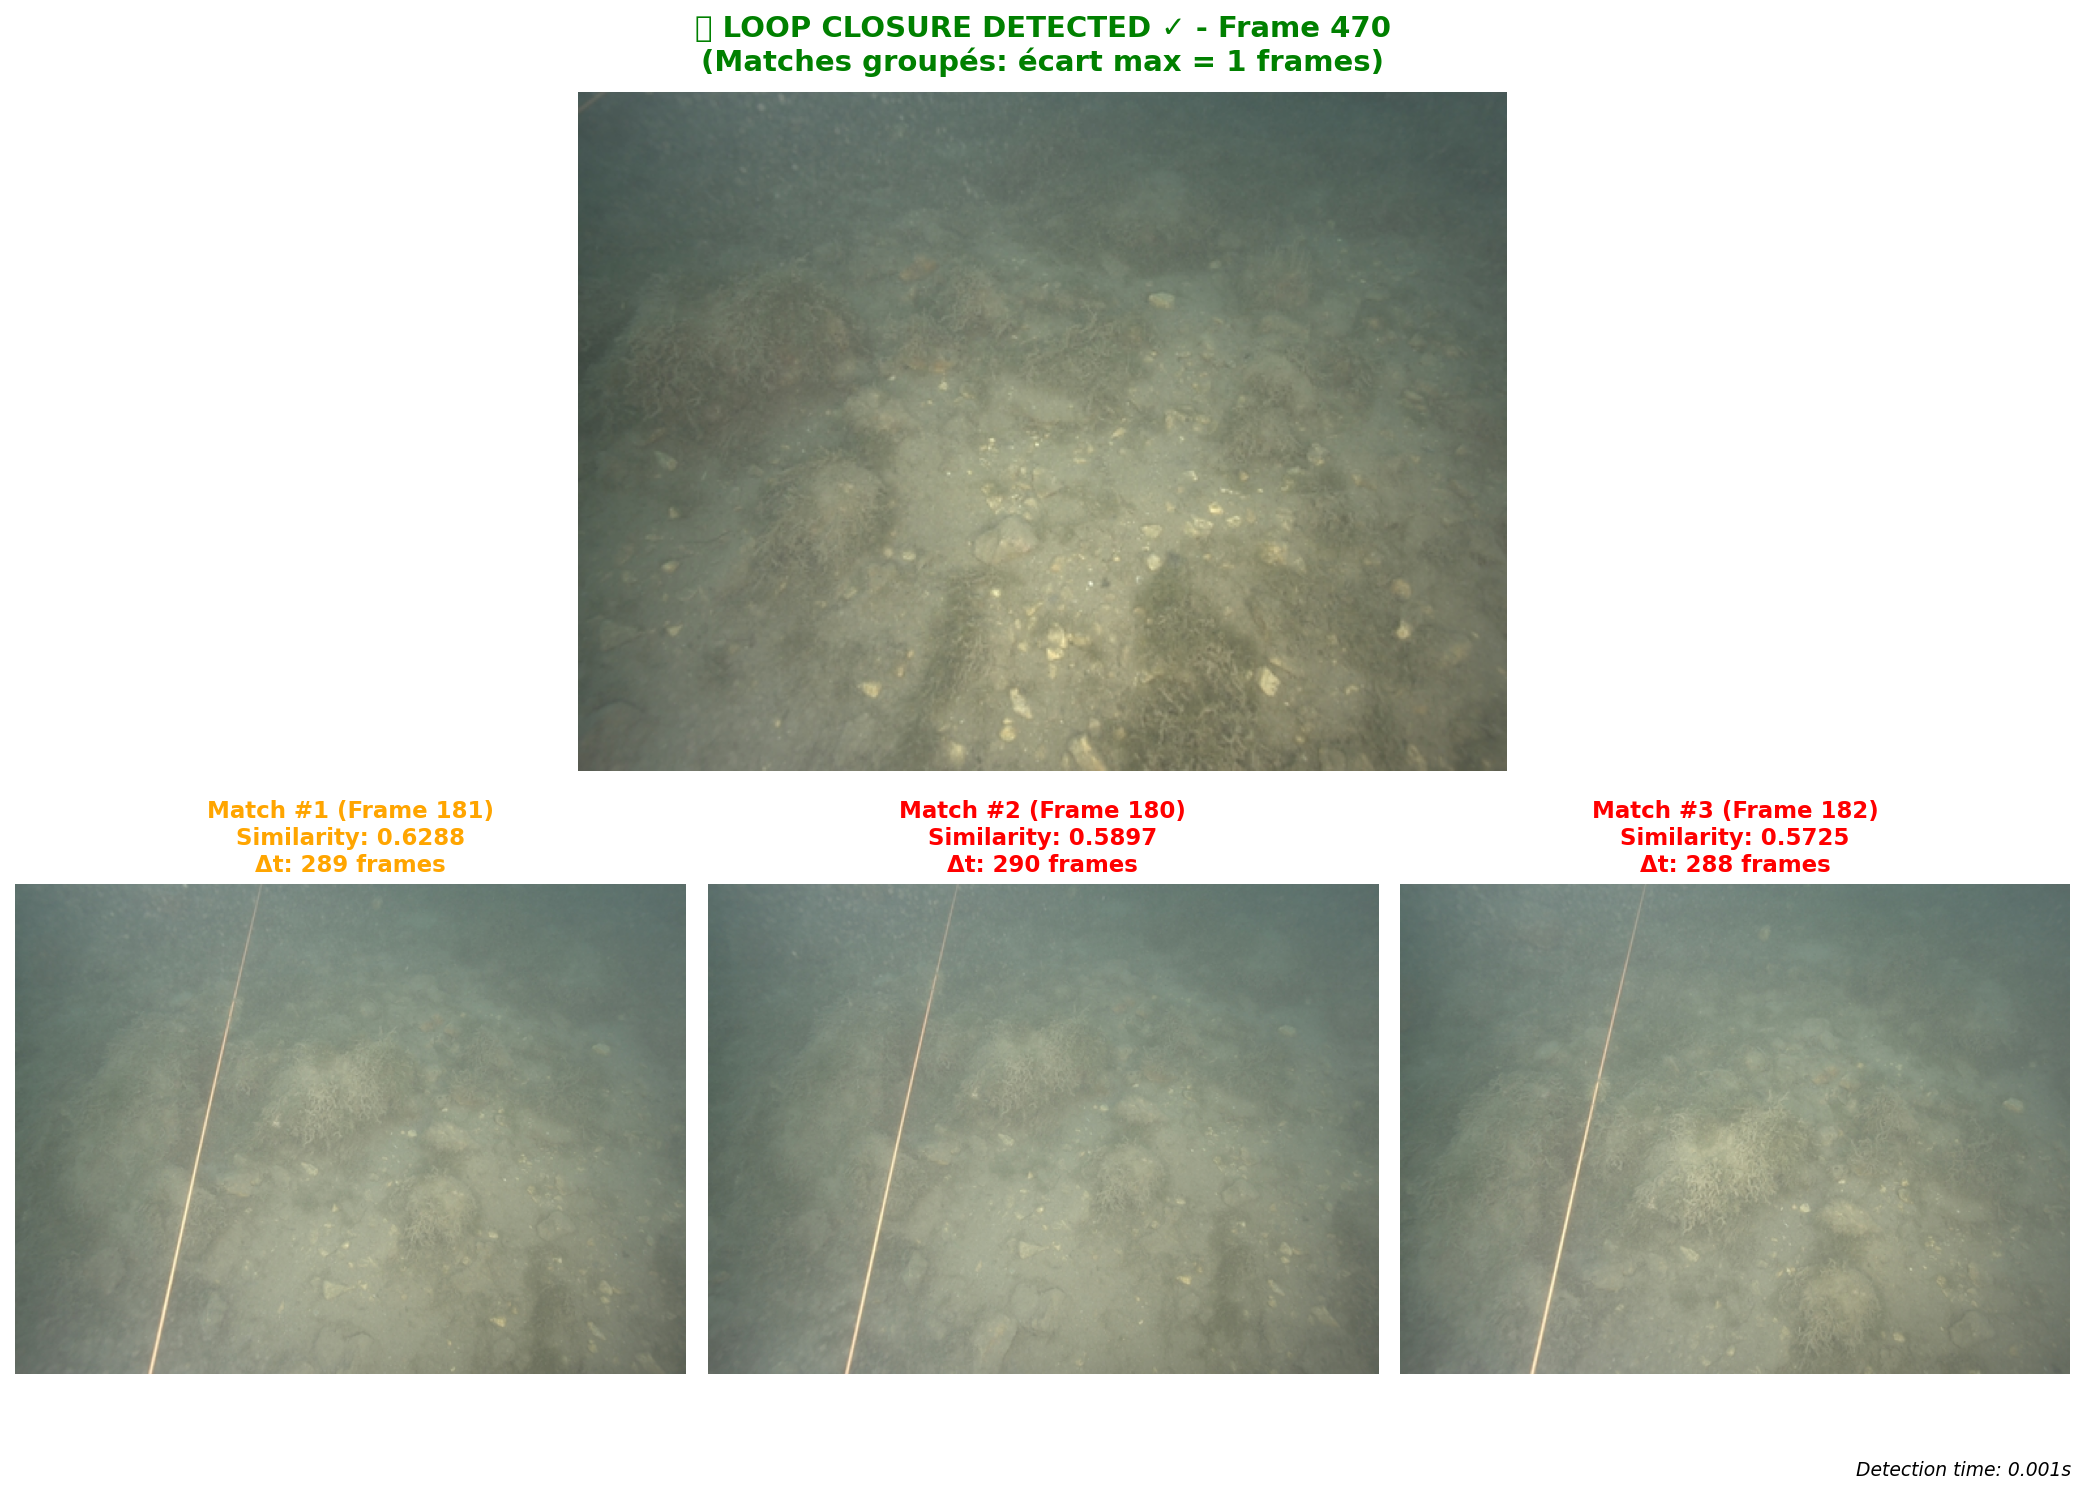 LOOP CLOSURE DETECTED ✓ - Frame 470
(Matches groupés: écart max = 1 frames)
Match #1 (Frame 181)
Similarity: 0.6288
Δt: 289 frames
Match #2 (Frame 180)
Similarity: 0.5897
Δt: 290 frames
Match #3 (Frame 182)
Similarity: 0.5725
Δt: 288 frames
Detection time: 0.001s